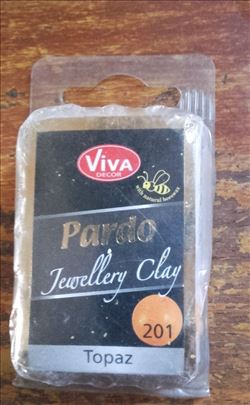 ViVA
DECOR
with natural beeswax
Pardo
Jewellery Clay
201
Topaz